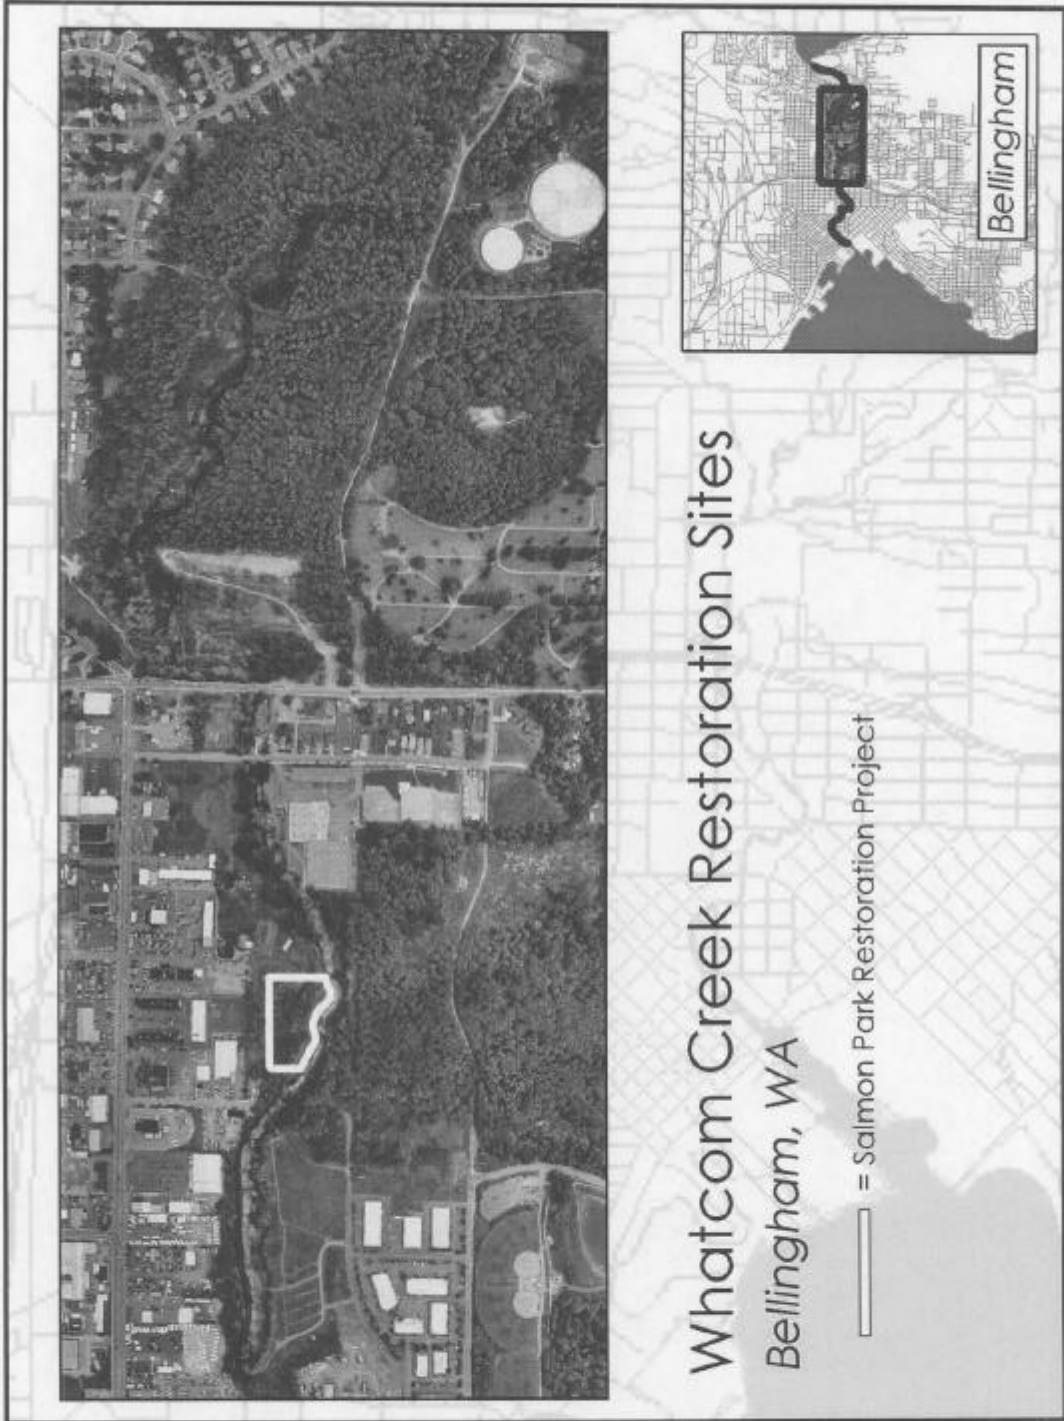 Whatcom Creek Restoration Sites
Bellingham, WA
= Salmon Park Restoration Project
Bellingham